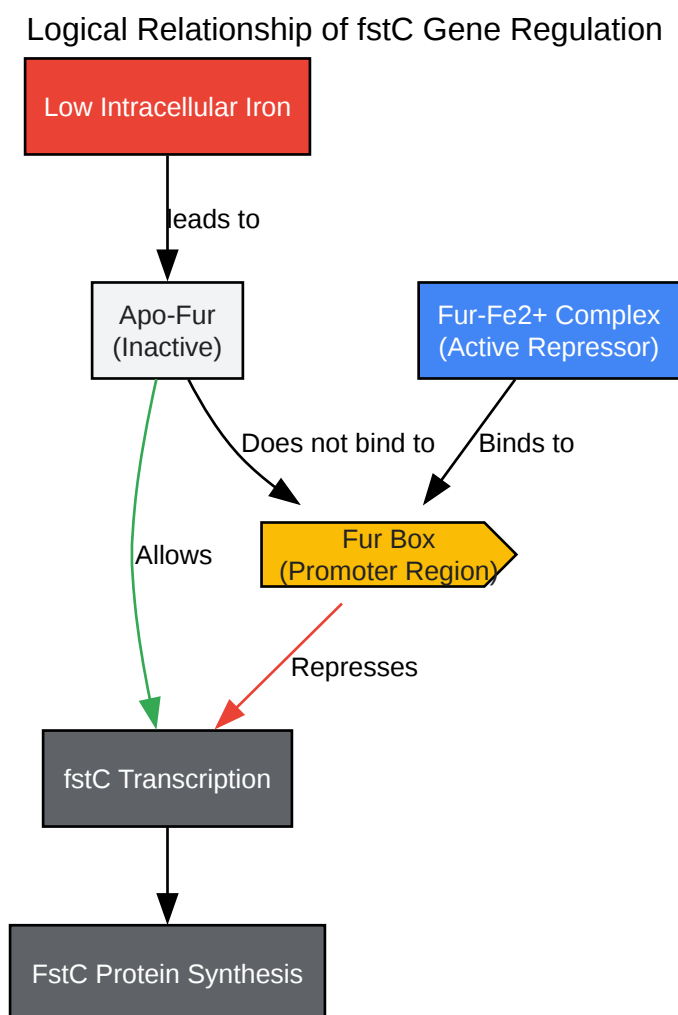 Logical Relationship of fstC Gene Regulation
Low Intracellular Iron
leads to
Apo-Fur
(Inactive)
Fur-Fe2+ Complex
(Active Repressor)
Does not bind to
Binds to
Fur Box
(Promoter Region)
Allows
Represses
fstC Transcription
FstC Protein Synthesis